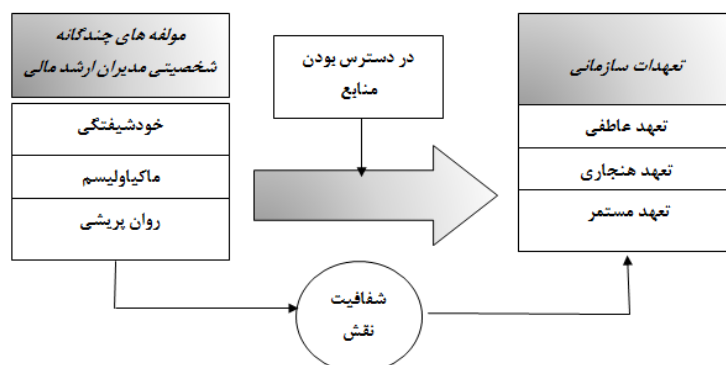 مولفه های چندگانه
شخصیتی مدیران ارشد مالی
خودشیفتگی
ماکیاولیسم
روان پریشی
در دسترس بودن
منابع
تعهدات سازمانی
تعهد عاطفی
تعهد هنجاری
تعهد مستمر
شفافیت
نقش